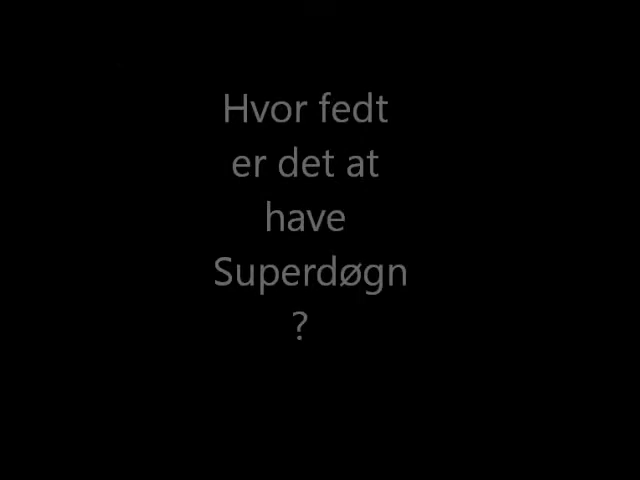 Hvor fedt
er det at
have
Superdøgn
?